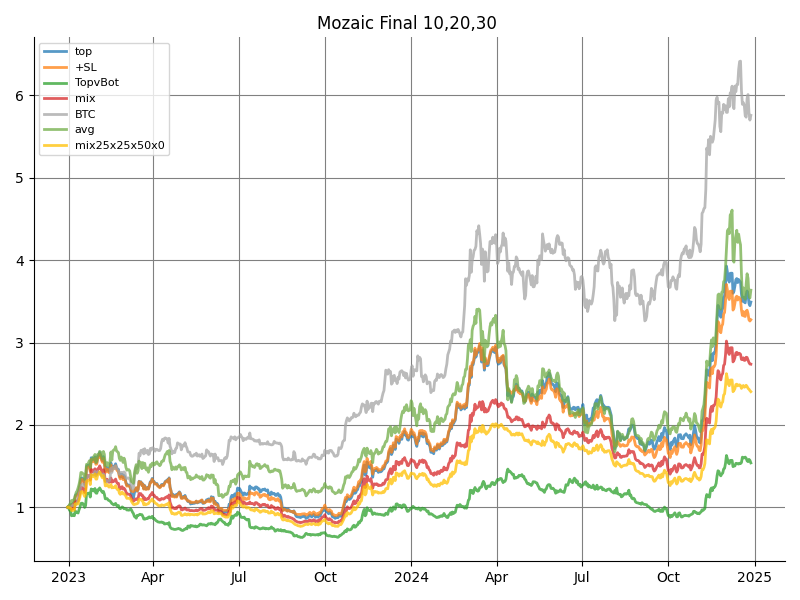 Mozaic Final 10,20,30
top
+SL
TopvBot
mix
BTC
avg
mix25x25x50x0
6
5
4
3
2
1
2023 Apr Jul Oct 2024 Apr Jul Oct 2025